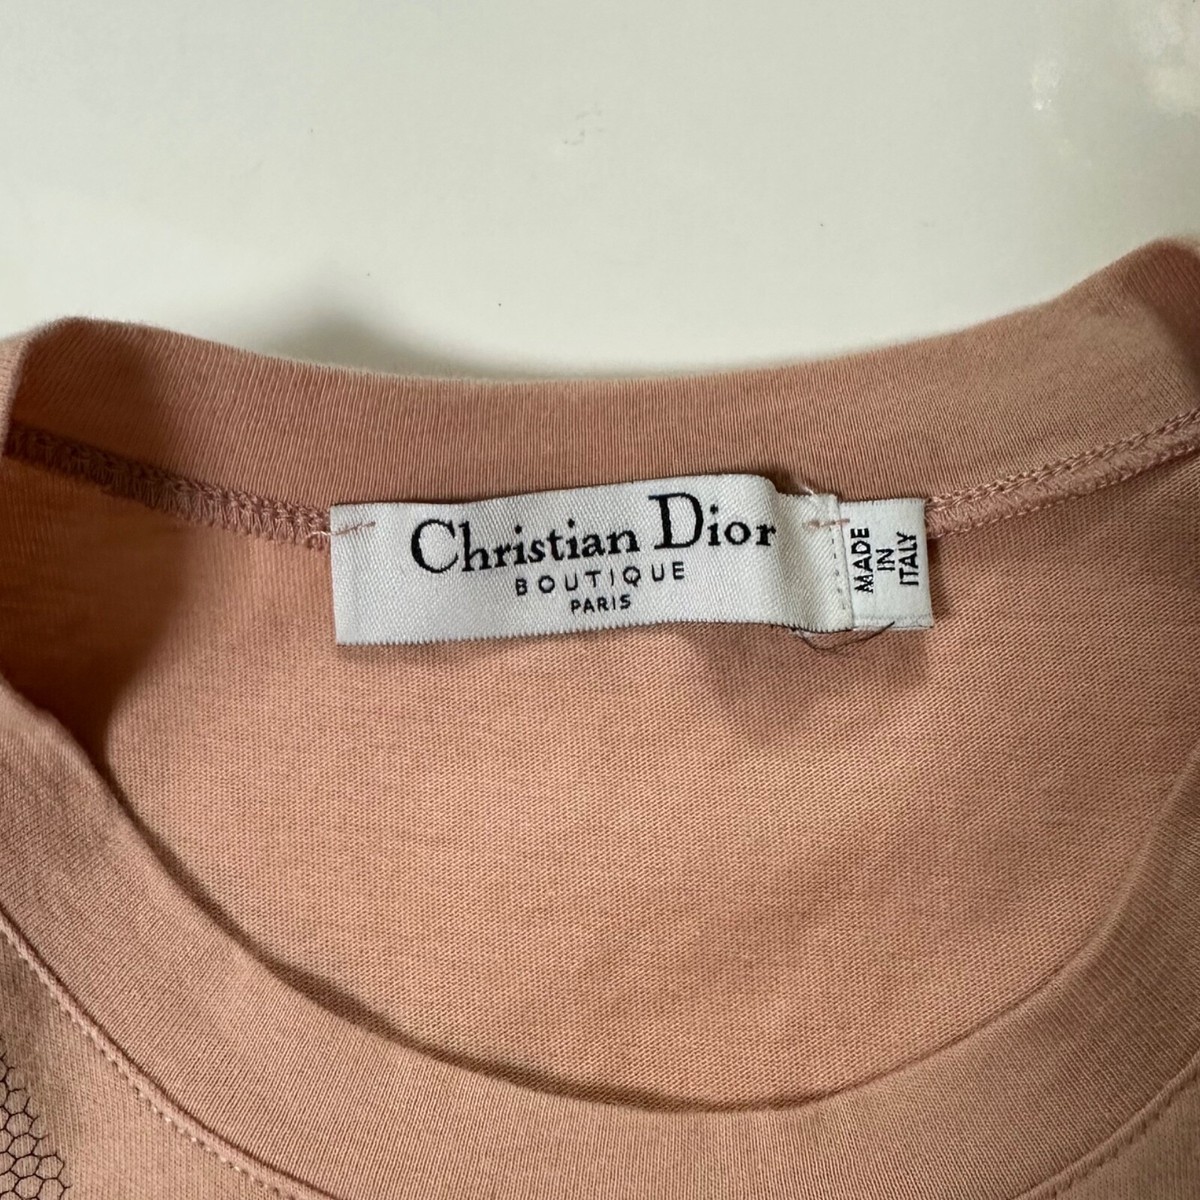 Christian Dior
BOUTIQUE
PARIS
MADE
IN
ITALY